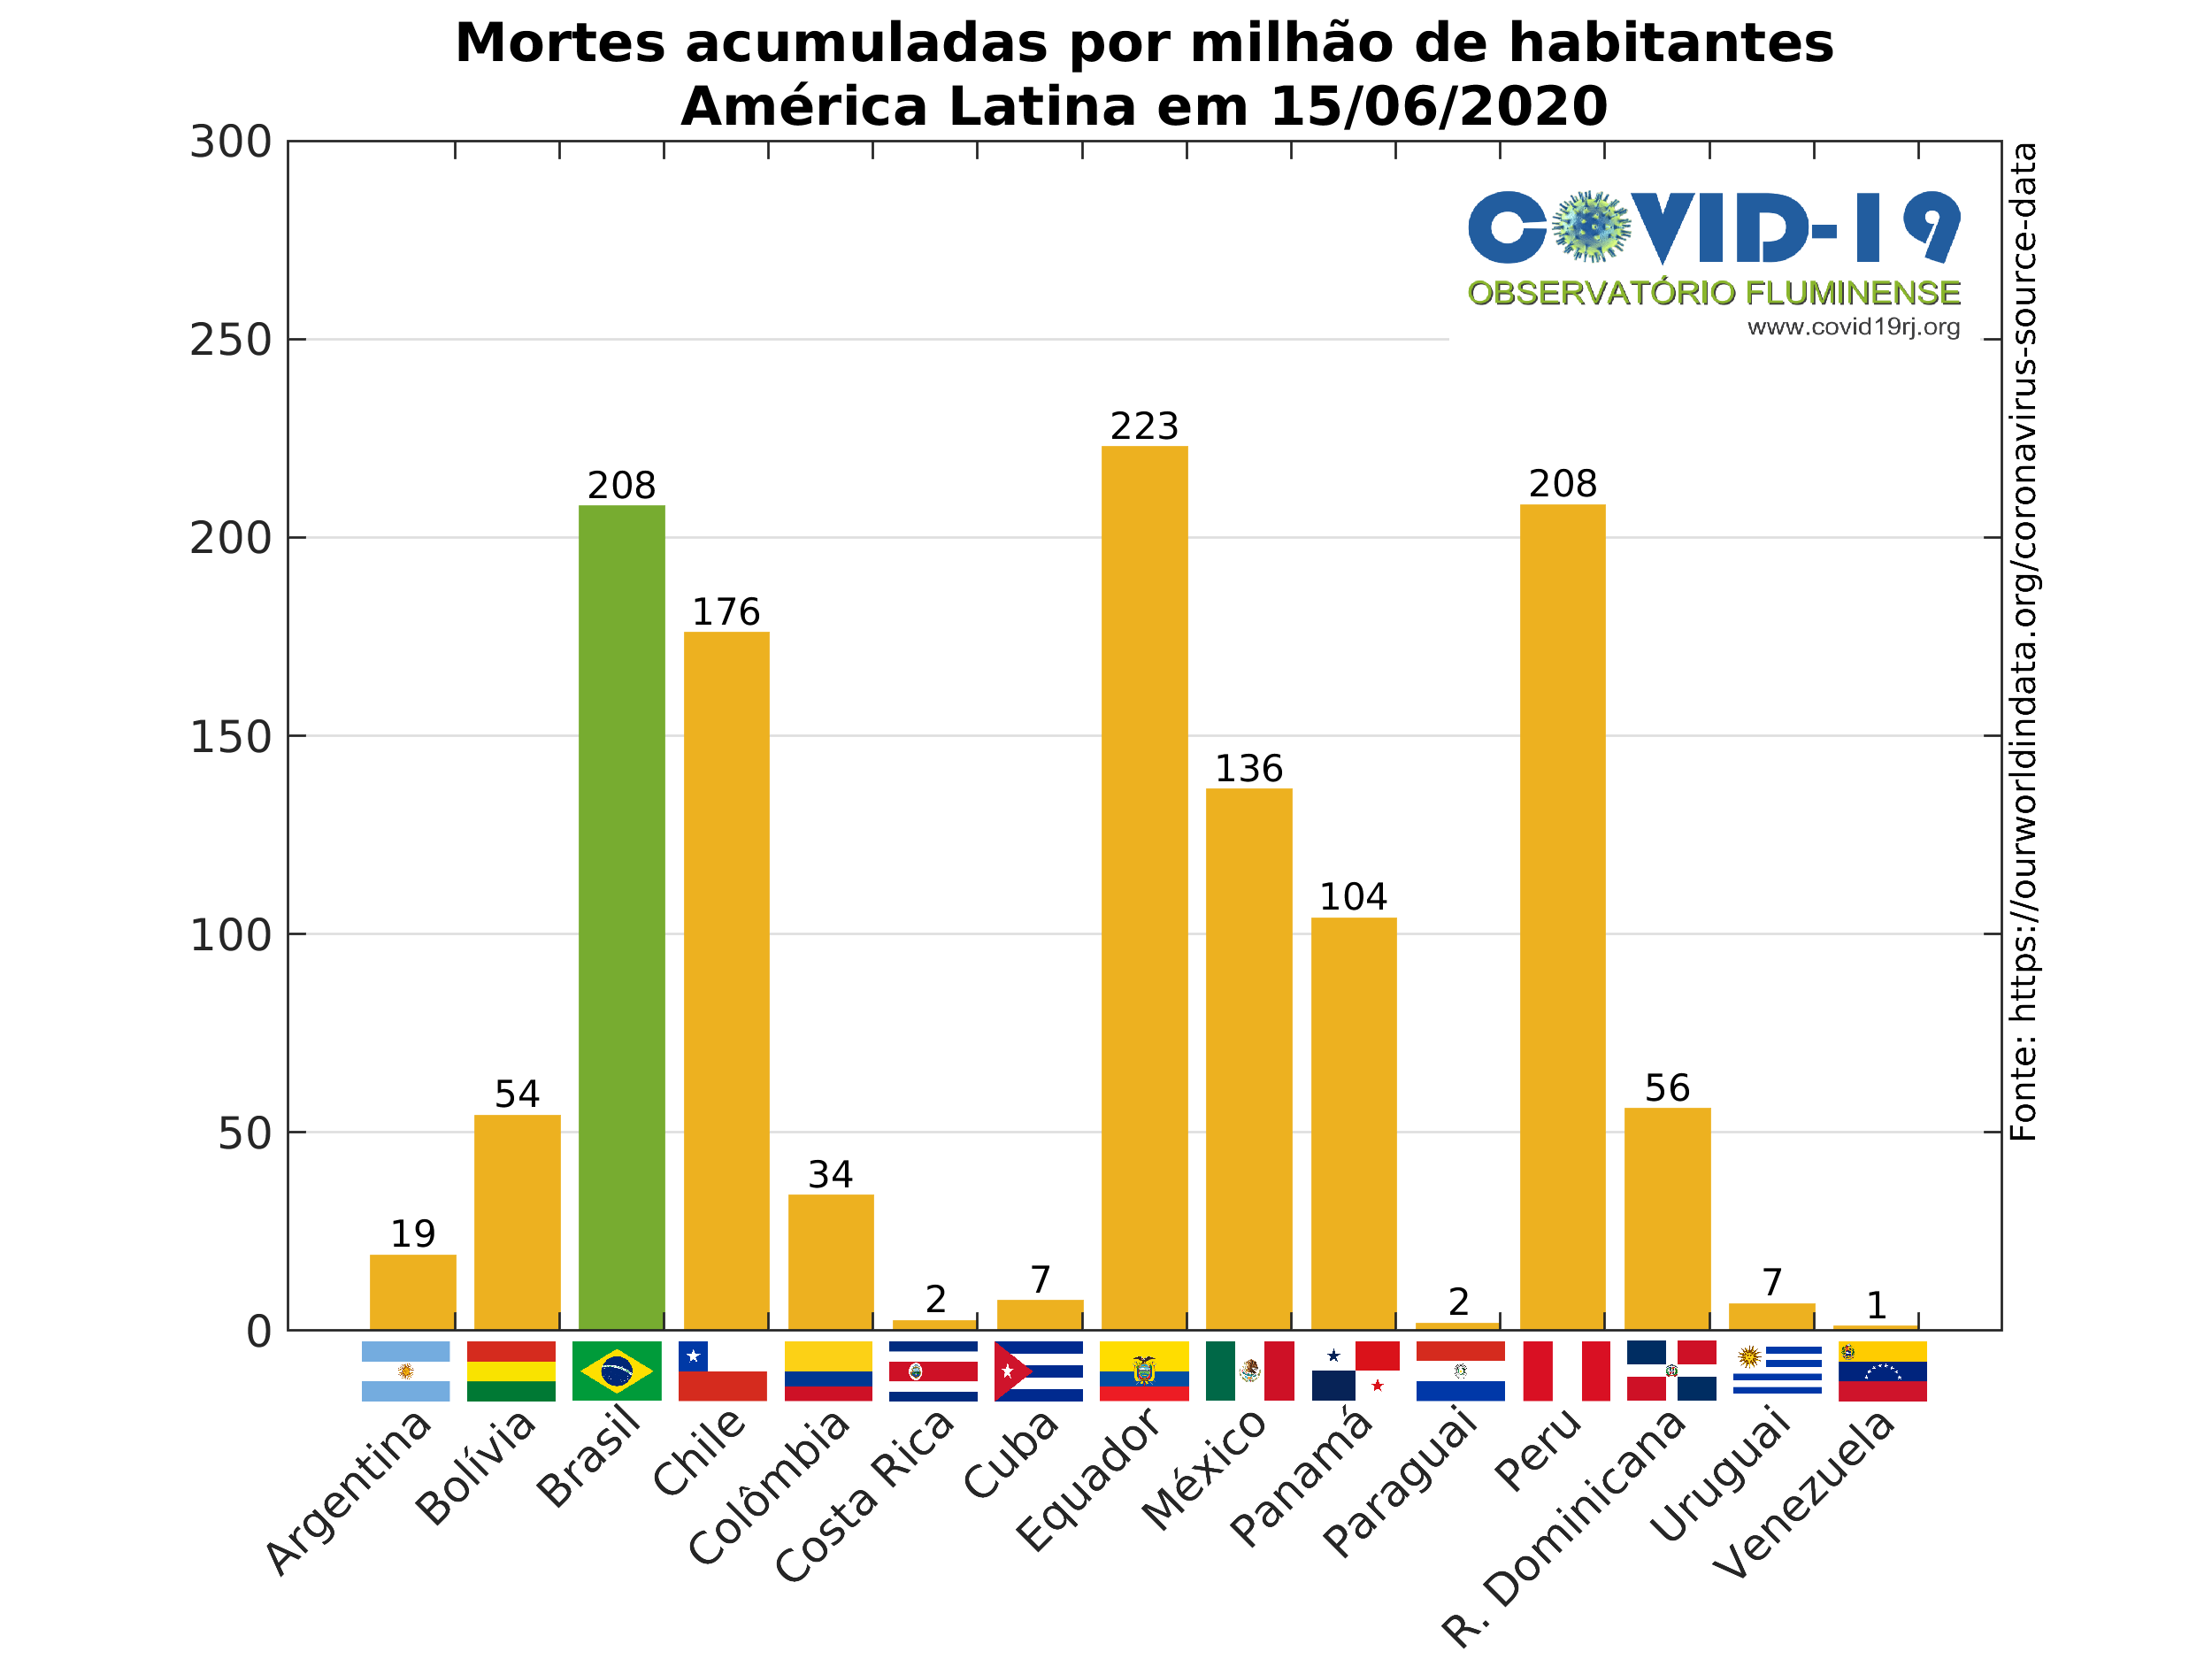 Mortes acumuladas por milhão de habitantes
América Latina em 15/06/2020
300
250
200
150
100
50
0
COVID-19
OBSERVATÓRIO FLUMINENSE
www.covid19rj.org
Fonte: https://ourworldindata.org/coronavirus-source-data
19
54
208
176
34
2
7
223
136
104
2
208
56
7
1
Argentina
Bolívia
Brasil
Chile
Colômbia
Costa Rica
Cuba
Equador
México
Panamá
Paraguai
Peru
R. Dominicana
Uruguai
Venezuela